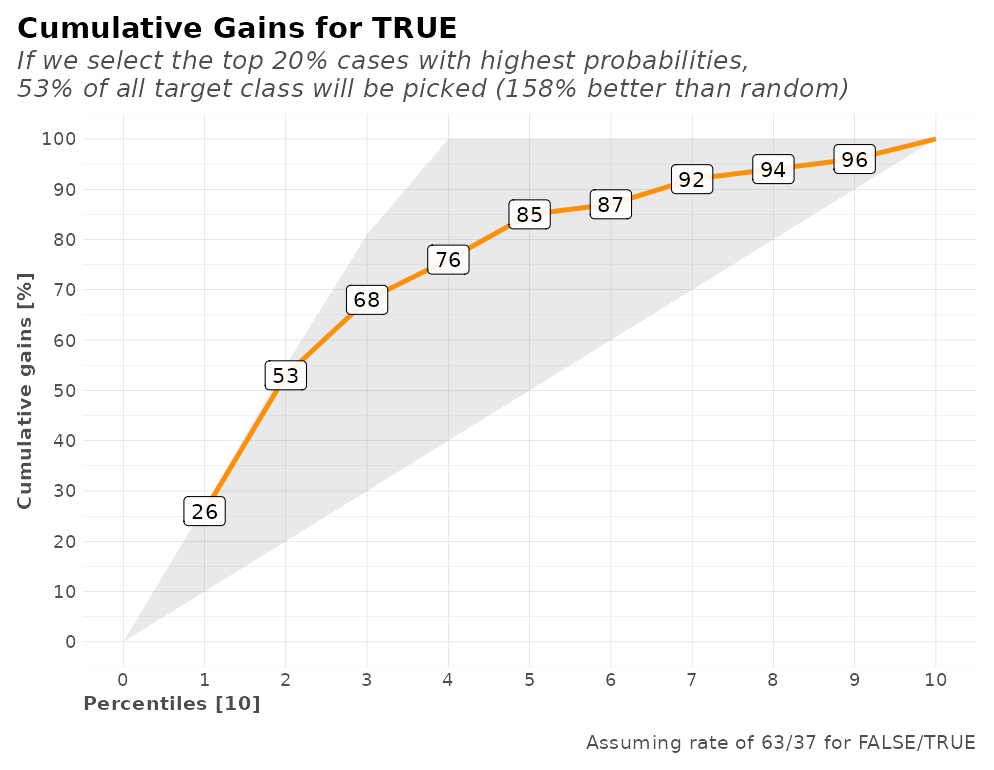 Cumulative Gains for TRUE
If we select the top 20% cases with highest probabilities,
53% of all target class will be picked (158% better than random)
Cumulative gains [%]
100
90
80
70
60
50
40
30
20
10
0
26
53
68
76
85
87
92
94
96
0 1 2 3 4 5 6 7 8 9 10
Percentiles [10]
Assuming rate of 63/37 for FALSE/TRUE